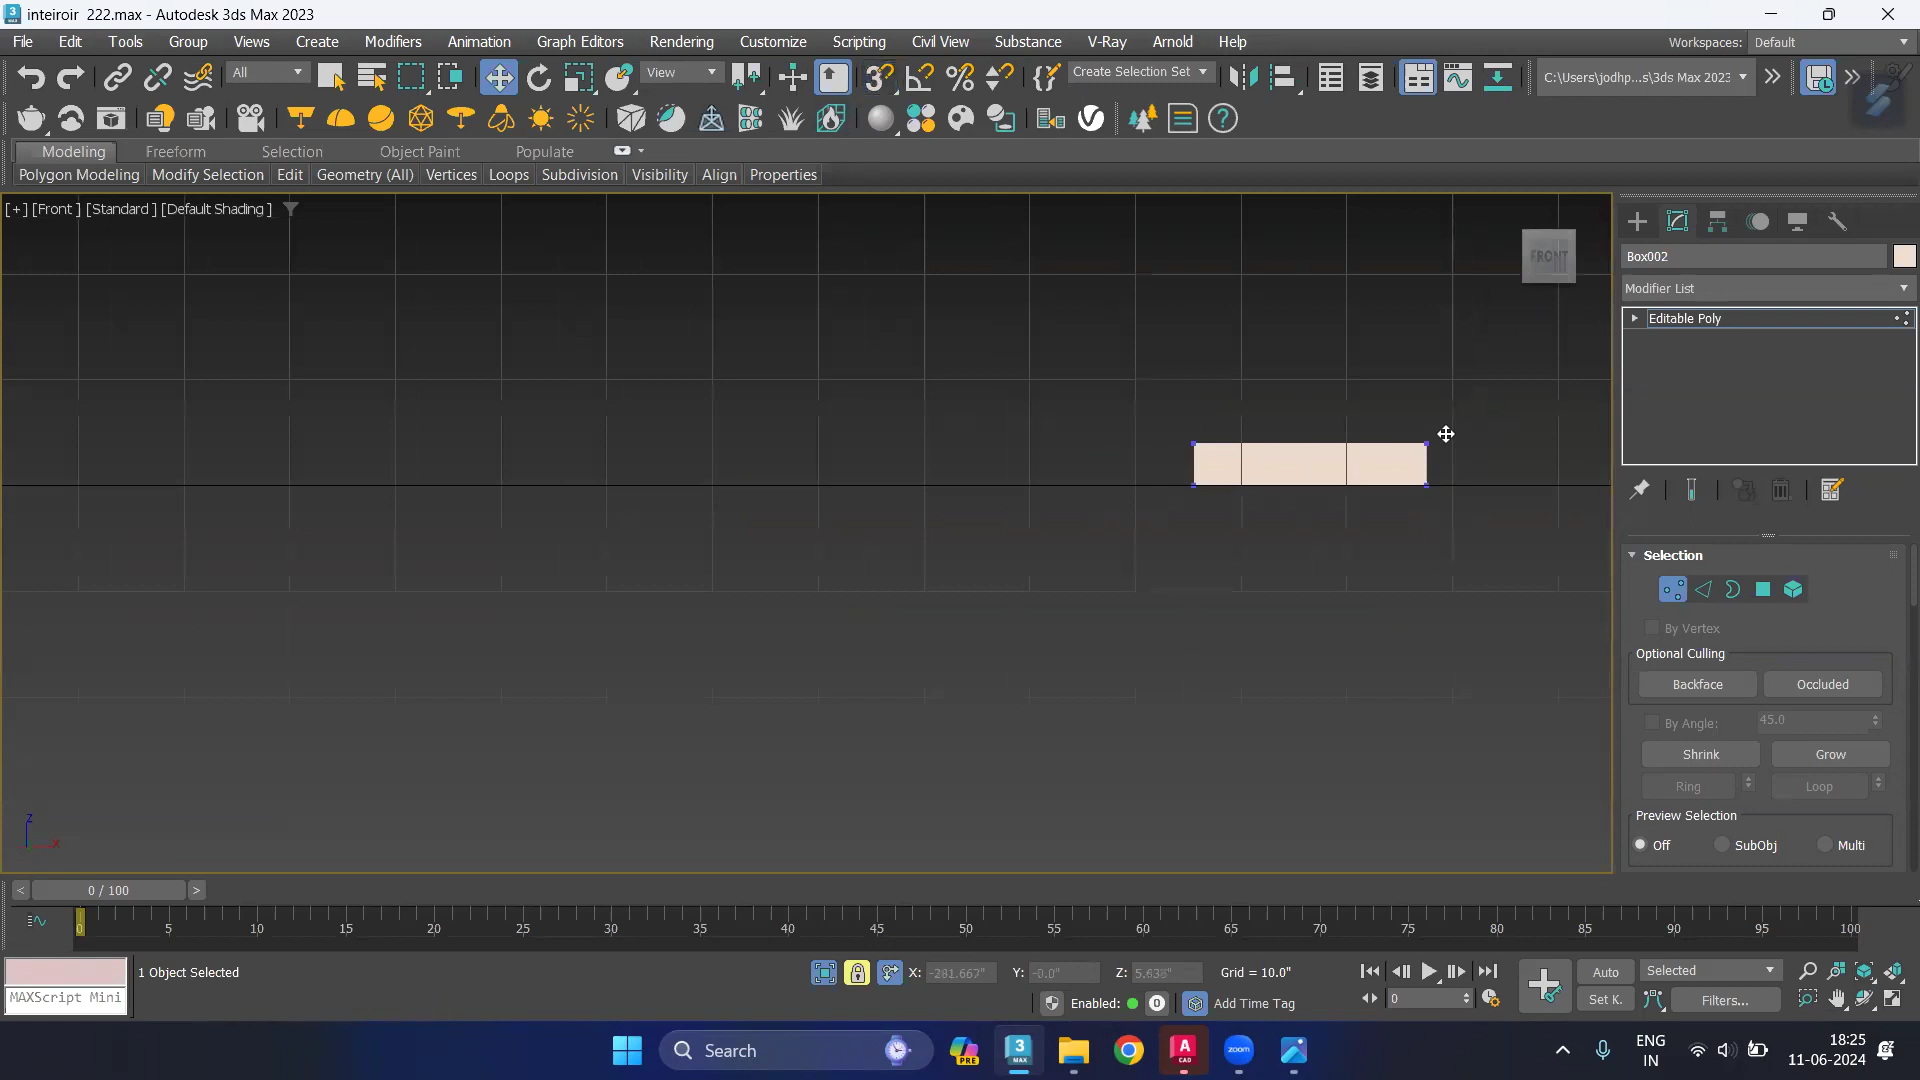 inteiroir 222.max - Autodesk 3ds Max 2023
File Edit Tools Group Views Create Modifiers Animation Graph Editors Rendering Customize Scripting Civil View Substance V-Ray Arnold Help Workspaces: Default
All View Create Selection Set C:\Users\jodhp...s\3ds Max 2023
Modeling Freeform Selection Object Paint Populate
Polygon Modeling Modify Selection Edit Geometry (All) Vertices Loops Subdivision Visibility Align Properties
[+] [Front ] [Standard ] [Default Shading ]
FRONT
Box002
Modifier List
Editable Poly
Selection
By Vertex
Optional Culling
Backface Occluded
By Angle: 45.0
Shrink Grow
Ring Loop
Preview Selection
Off SubObj Multi
z
x
< 0 / 100 >
0 5 10 15 20 25 30 35 40 45 50 55 60 65 70 75 80 85 90 95 100
1 Object Selected X: -281.667" Y: -0.0" Z: 5.635" Grid = 10.0" Auto Selected
MAXScript Mini Enabled: Add Time Tag 0 Set K. Filters...
Search PRE 3 MAX A CAD zoom ENG IN 18:25
11-06-2024